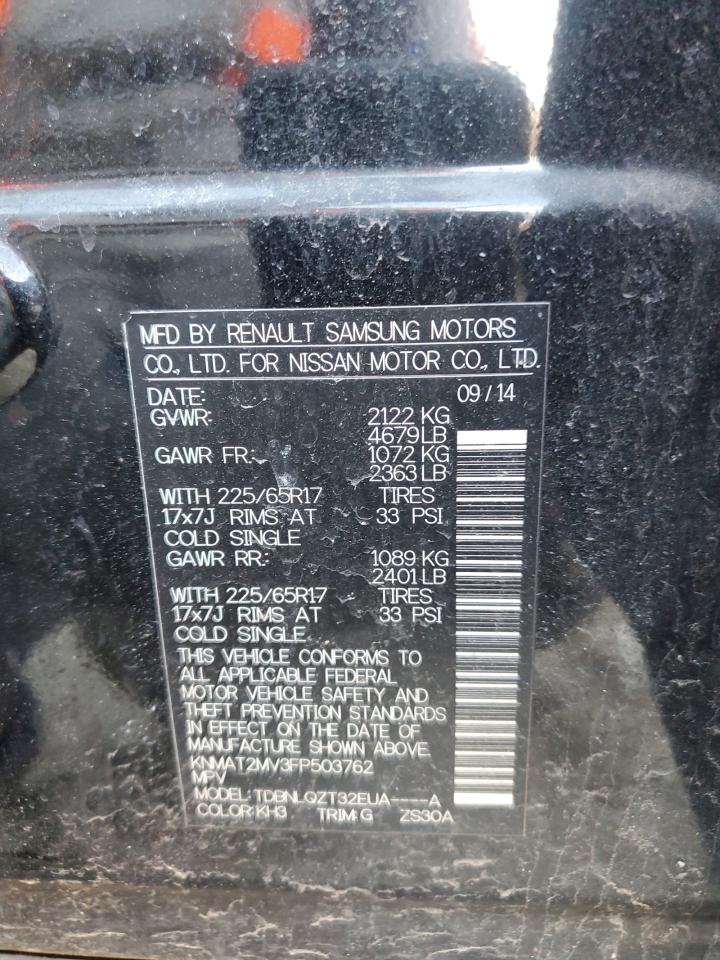 MFD BY RENAULT SAMSUNG MOTORS
CO., LTD. FOR NISSAN MOTOR CO., LTD.
DATE: 09/14
GVWR: 2122 KG
4679LB
GAWR FR:- 1072 KG
2363LB
WITH 225/65R17 TIRES
17x7J RIMS AT 33 PSI
COLD SINGLE
GAWR RR:- 1089 KG
2401LB
WITH 225/65R17 TIRES
17x7J RIMS AT 33 PSI
COLD SINGLE
THIS VEHICLE CONFORMS TO
ALL APPLICABLE FEDERAL
MOTOR VEHICLE SAFETY AND
THEFT PREVENTION STANDARDS
IN EFFECT ON THE DATE OF
MANUFACTURE SHOWN ABOVE.
KNMAT2MV3FP503762
MPV
MODEL: TDBNLQZT32EUA----A
COLOR:KH3 TRIM:G ZS30A